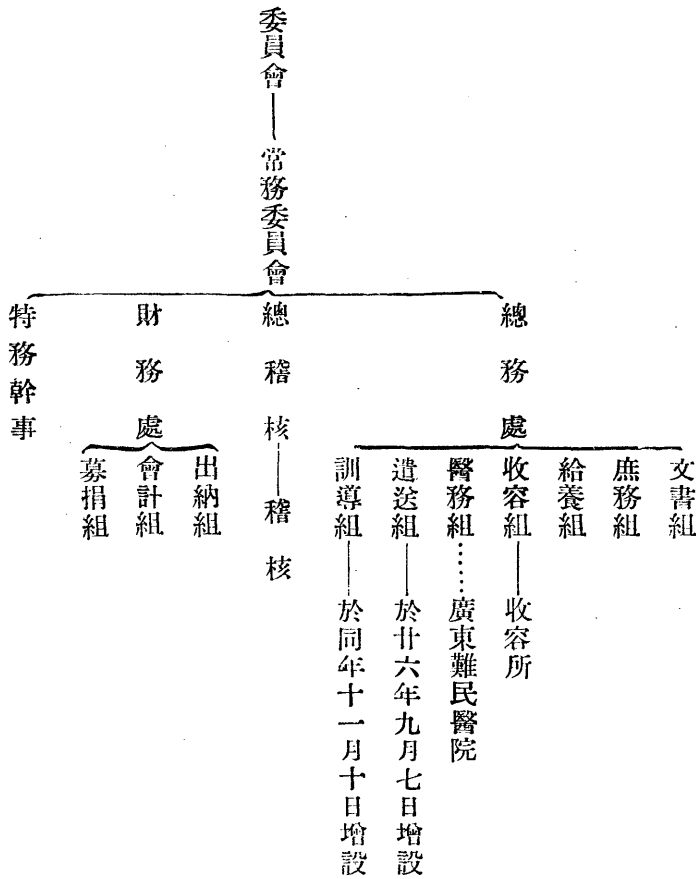 委員會——常務委員會
總務處
文書組
庶務組
給養組
收容組——收容所
醫務組……廣東難民醫院
遣送組——於廿六年九月七日增設
訓導組——於同年十一月十日增設
總稽核——稽核
財務處
出納組
會計組
募捐組
特務幹事